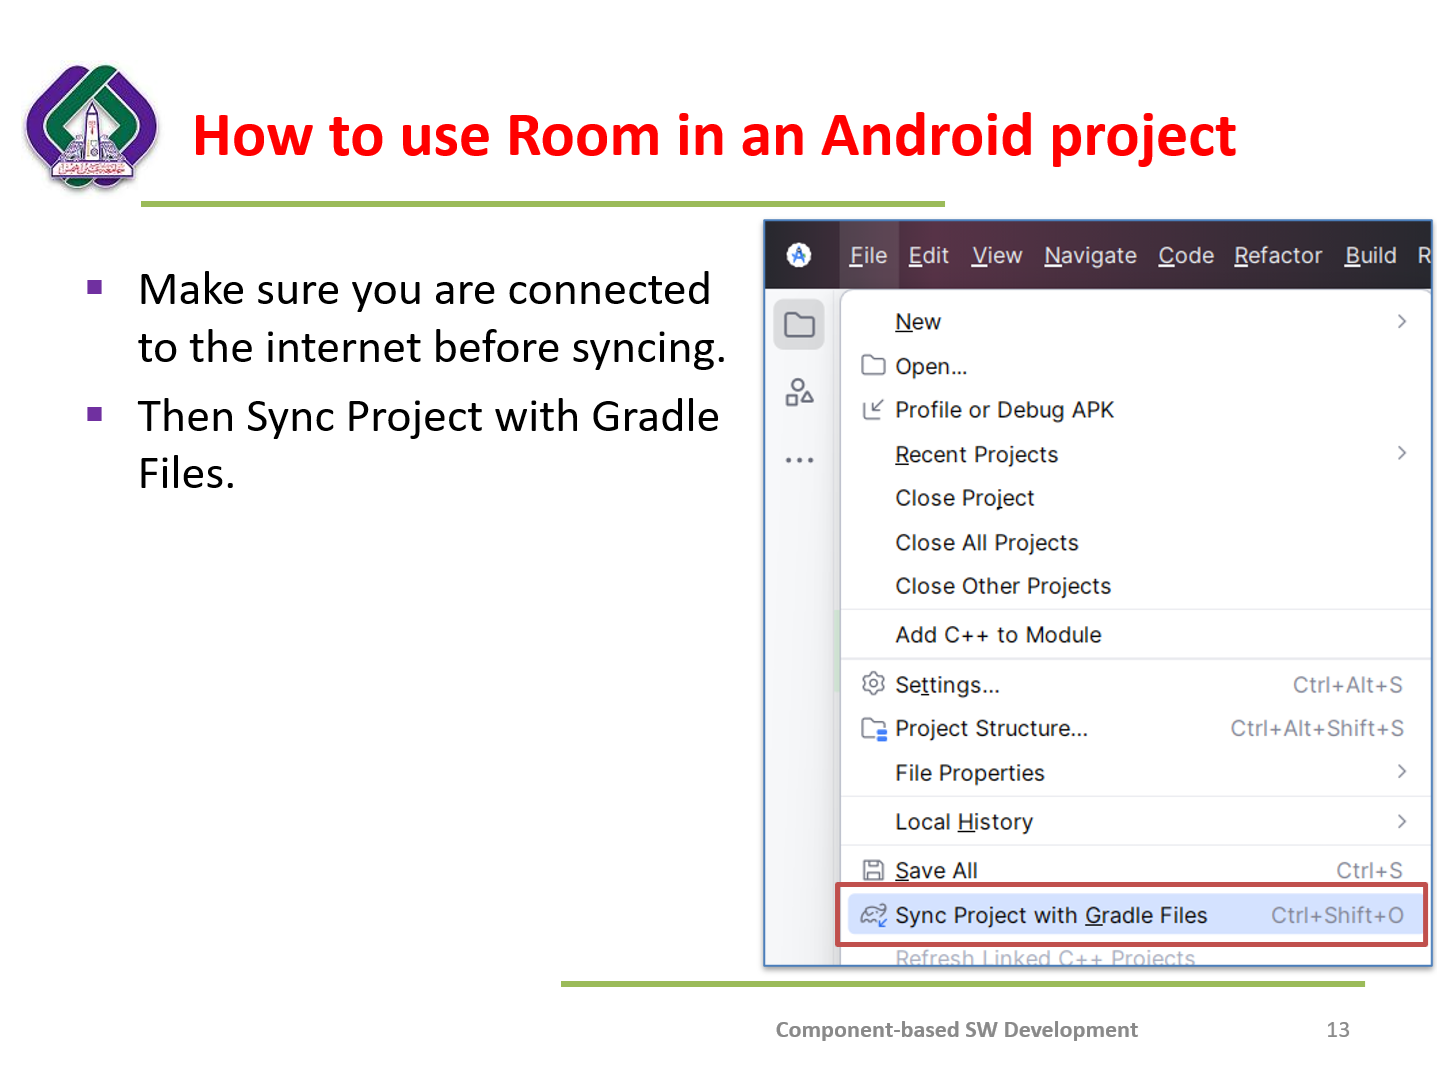 How to use Room in an Android project
Make sure you are connected
to the internet before syncing.
Then Sync Project with Gradle
Files.
File Edit View Navigate Code Refactor Build R
New
Open...
Profile or Debug APK
Recent Projects
Close Project
Close All Projects
Close Other Projects
Add C++ to Module
Settings... Ctrl+Alt+S
Project Structure... Ctrl+Alt+Shift+S
File Properties
Local History
Save All Ctrl+S
Sync Project with Gradle Files Ctrl+Shift+O
Refresh Linked C++ Projects
Component-based SW Development 13